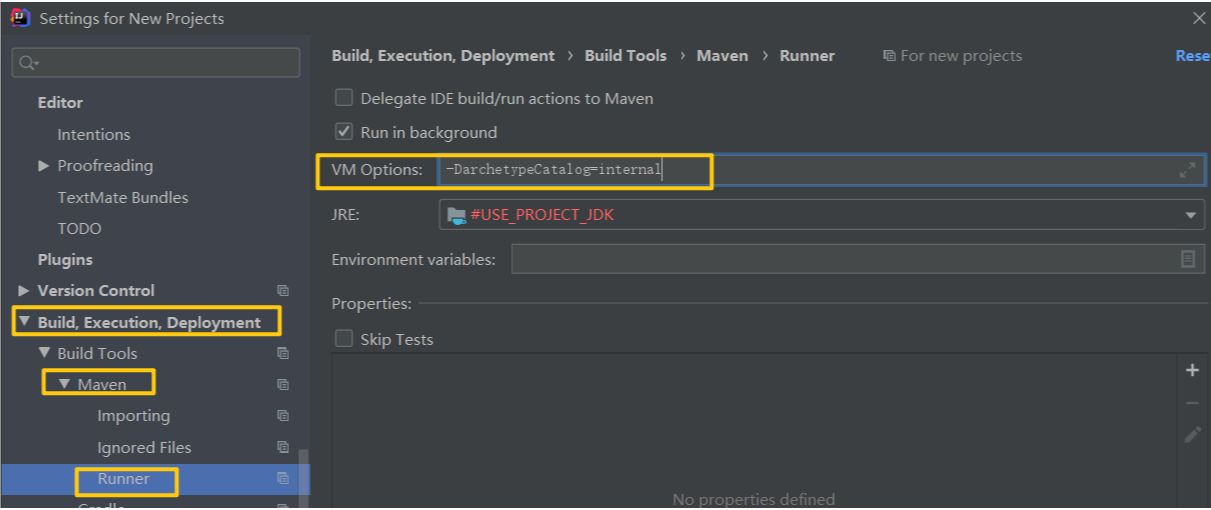 Settings for New Projects
Editor
Intentions
Proofreading
TextMate Bundles
TODO
Plugins
Version Control
Build, Execution, Deployment
Build Tools
Maven
Importing
Ignored Files
Runner
Gradle
Build, Execution, Deployment › Build Tools › Maven › Runner For new projects Rese
Delegate IDE build/run actions to Maven
Run in background
VM Options: -DarchetypeCatalog=internal
JRE: #USE_PROJECT_JDK
Environment variables:
Properties:
Skip Tests
No properties defined